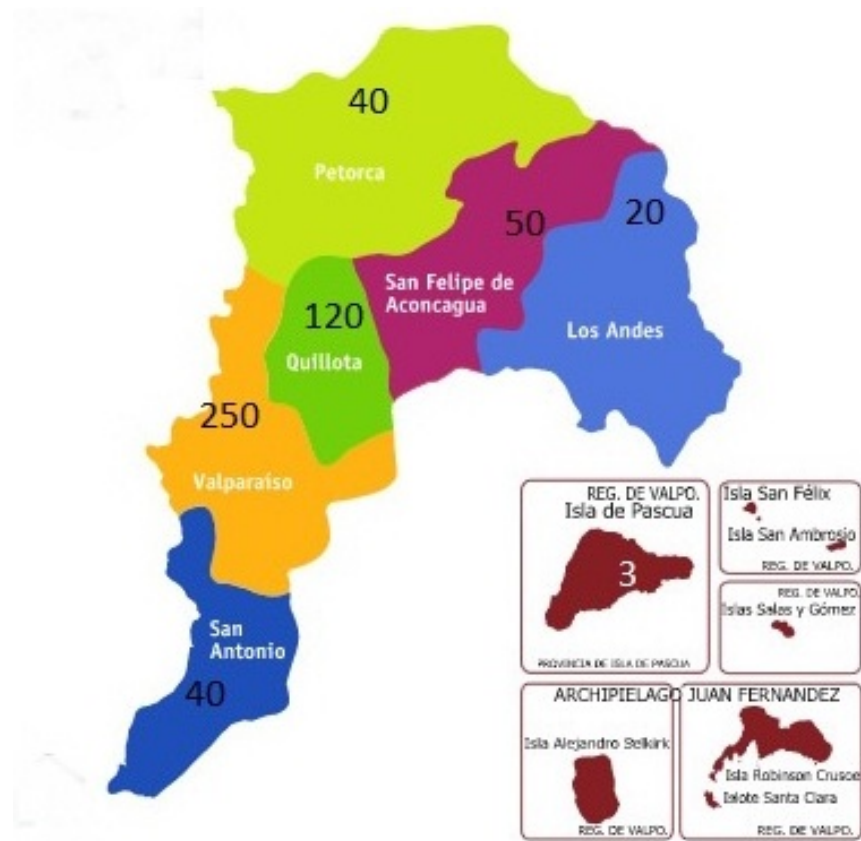 40
Petorca
50
20
San Felipe de
Aconcagua
Los Andes
120
Quillota
250
Valparaíso
San
Antonio
40
REG. DE VALPO.
Isla de Pascua
3
PROVINCIA DE ISLA DE PASCUA
Isla San Félix
Isla San Ambrosio
REG. DE VALPO.
REG. DE VALPO.
Islas Salas y Gómez
ARCHIPIELAGO JUAN FERNANDEZ
Isla Alejandro Selkirk
REG. DE VALPO.
Isla Robinson Crusoe
Islote Santa Clara
REG. DE VALPO.